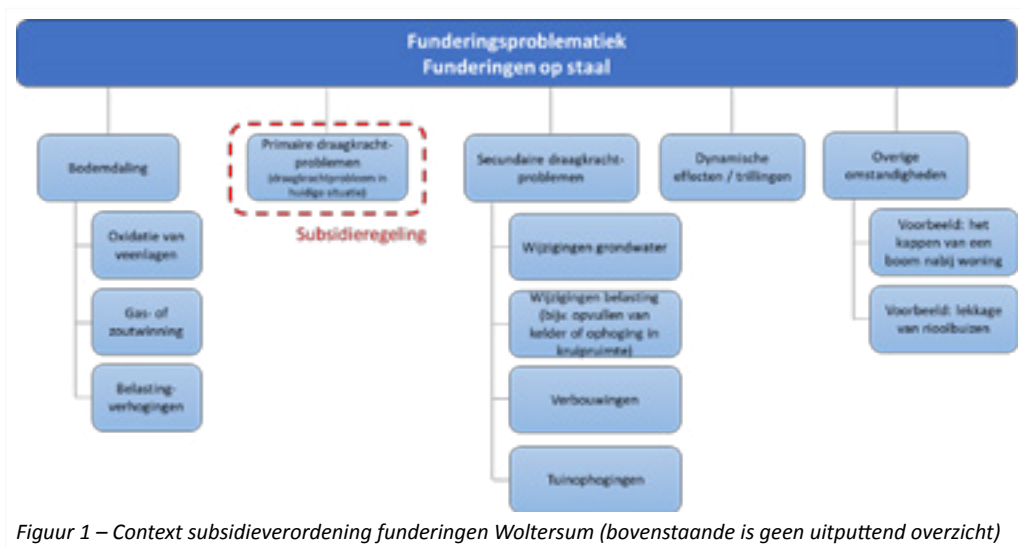 Funderingsproblematiek
Funderingen op staal
Bodemdaling
Oxidatie van
veenlagen
Gas- of
zoutwinning
Belasting-
verhogingen
Primaire draagkracht-
problemen
(draagkrachtprobleem in
huidige situatie)
Subsidieregeling
Secundaire draagkracht-
problemen
Wijzigingen grondwater
Wijzigingen belasting
(bijv. opvullen van
kelder of ophoging in
kruipruimte)
Verbouwingen
Tuinophogingen
Dynamische
effecten / trillingen
Overige
omstandigheden
Voorbeeld: het
kappen van een
boom nabij woning
Voorbeeld: lekkage
van rioolbuizen
Figuur 1 – Context subsidieverordening funderingen Woltersum (bovenstaande is geen uitputtend overzicht)